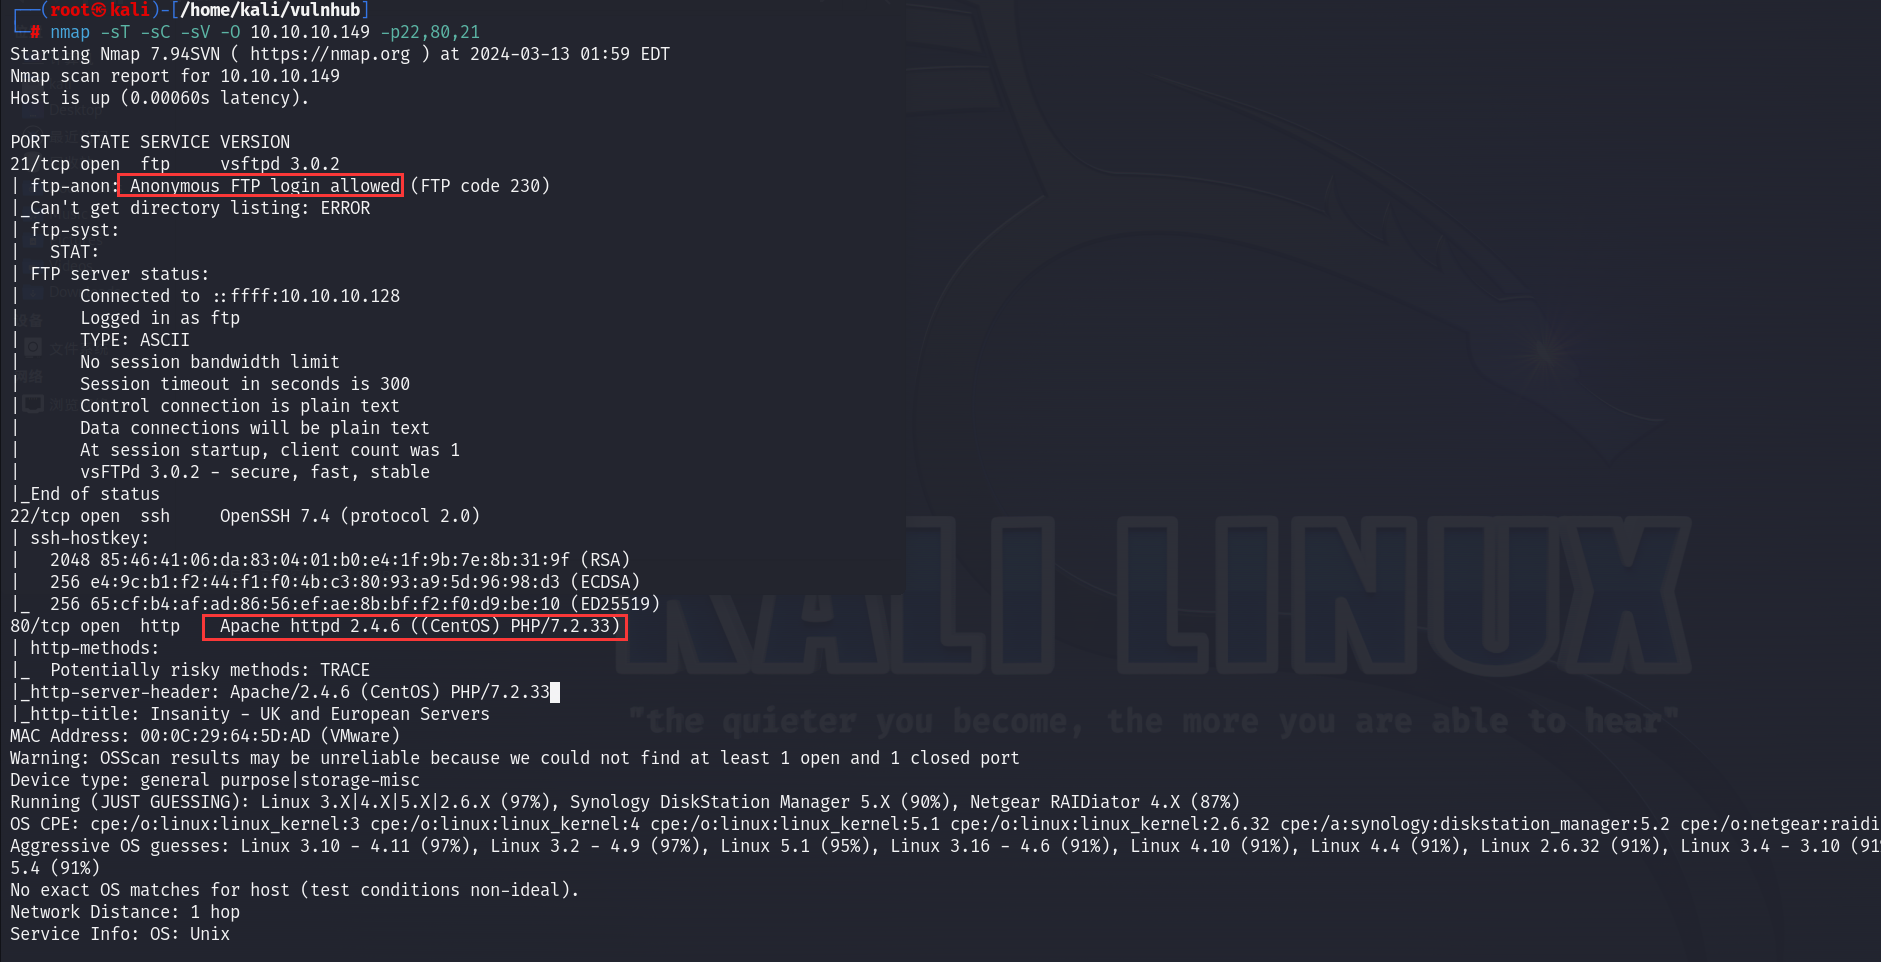 ┌──(root㉿kali)-[/home/kali/vulnhub]
└─# nmap -sT -sC -sV -O 10.10.10.149 -p22,80,21
Starting Nmap 7.94SVN ( https://nmap.org ) at 2024-03-13 01:59 EDT
Nmap scan report for 10.10.10.149
Host is up (0.00060s latency).

PORT   STATE SERVICE VERSION
21/tcp open  ftp     vsftpd 3.0.2
| ftp-anon: Anonymous FTP login allowed (FTP code 230)
|_Can't get directory listing: ERROR
| ftp-syst:
|   STAT:
| FTP server status:
|      Connected to ::ffff:10.10.10.128
|      Logged in as ftp
|      TYPE: ASCII
|      No session bandwidth limit
|      Session timeout in seconds is 300
|      Control connection is plain text
|      Data connections will be plain text
|      At session startup, client count was 1
|      vsFTPd 3.0.2 - secure, fast, stable
|_End of status
22/tcp open  ssh     OpenSSH 7.4 (protocol 2.0)
| ssh-hostkey:
|   2048 85:46:41:06:da:83:04:01:b0:e4:1f:9b:7e:8b:31:9f (RSA)
|   256 e4:9c:b1:f2:44:f1:f0:4b:c3:80:93:a9:5d:96:98:d3 (ECDSA)
|_  256 65:cf:b4:af:ad:86:56:ef:ae:8b:bf:f2:f0:d9:be:10 (ED25519)
80/tcp open  http    Apache httpd 2.4.6 ((CentOS) PHP/7.2.33)
| http-methods:
|_  Potentially risky methods: TRACE
|_http-server-header: Apache/2.4.6 (CentOS) PHP/7.2.33
|_http-title: Insanity - UK and European Servers
MAC Address: 00:0C:29:64:5D:AD (VMware)
Warning: OSScan results may be unreliable because we could not find at least 1 open and 1 closed port
Device type: general purpose|storage-misc
Running (JUST GUESSING): Linux 3.X|4.X|5.X|2.6.X (97%), Synology DiskStation Manager 5.X (90%), Netgear RAIDiator 4.X (87%)
OS CPE: cpe:/o:linux:linux_kernel:3 cpe:/o:linux:linux_kernel:4 cpe:/o:linux:linux_kernel:5.1 cpe:/o:linux:linux_kernel:2.6.32 cpe:/a:synology:diskstation_manager:5.2 cpe:/o:netgear:raidi
Aggressive OS guesses: Linux 3.10 - 4.11 (97%), Linux 3.2 - 4.9 (97%), Linux 5.1 (95%), Linux 3.16 - 4.6 (91%), Linux 4.10 (91%), Linux 4.4 (91%), Linux 2.6.32 (91%), Linux 3.4 - 3.10 (91%
5.4 (91%)
No exact OS matches for host (test conditions non-ideal).
Network Distance: 1 hop
Service Info: OS: Unix
KALI LINUX
"the quieter you become, the more you are able to hear"